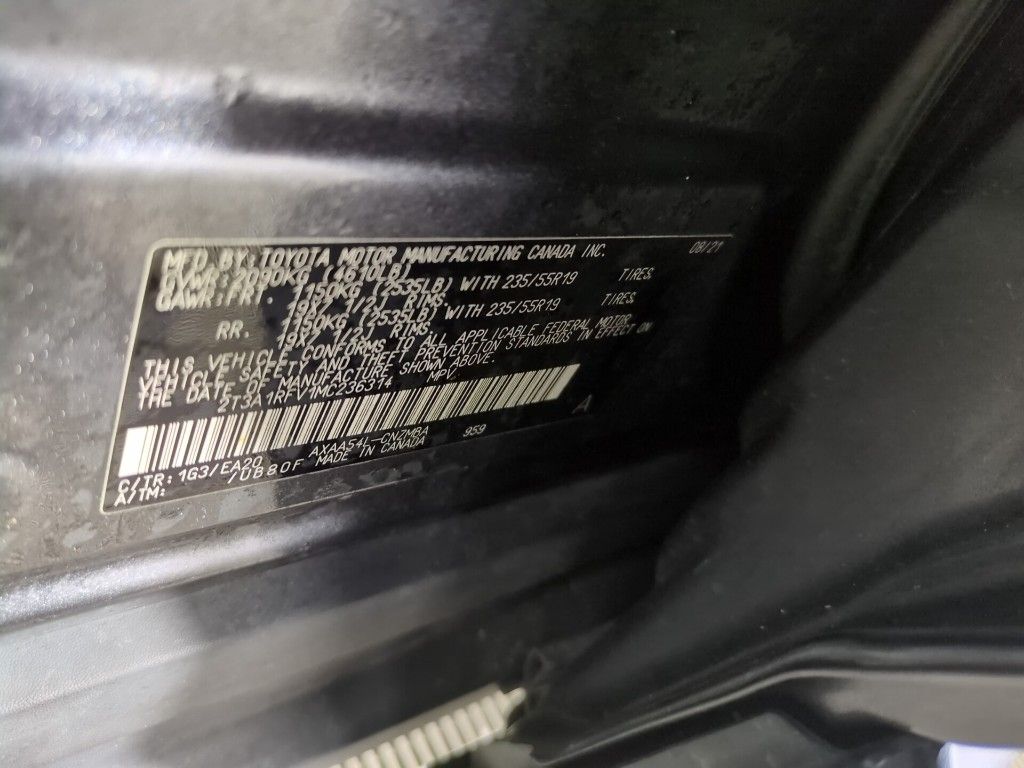 MFD BY: TOYOTA MOTOR MANUFACTURING CANADA INC. 08/21
GVWR: 2090KG (4610LB)
GAWR: FRT. 1150KG (2535LB) WITH 235/55R19 TIRES,
19X7 1/2J RIMS.
RR. 1150KG (2535LB) WITH 235/55R19 TIRES,
19X7 1/2J RIMS.
THIS VEHICLE CONFORMS TO ALL APPLICABLE FEDERAL MOTOR
VEHICLE SAFETY AND THEFT PREVENTION STANDARDS IN EFFECT ON
THE DATE OF MANUFACTURE SHOWN ABOVE.
2T3A1RFV1MC236314 MPV
A
AXAA54L-CNZMBA 959
C/TR: 1G3/EA20 MADE IN CANADA
A/TM: /UB80F